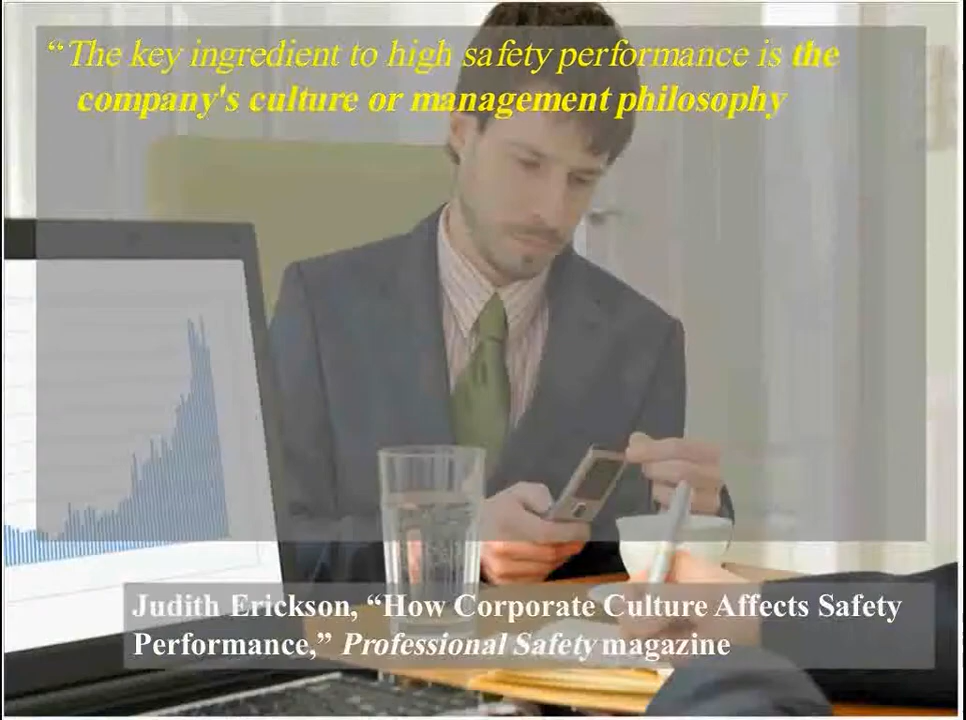 “The key ingredient to high safety performance is the
company's culture or management philosophy
Judith Erickson, “How Corporate Culture Affects Safety
Performance,” Professional Safety magazine